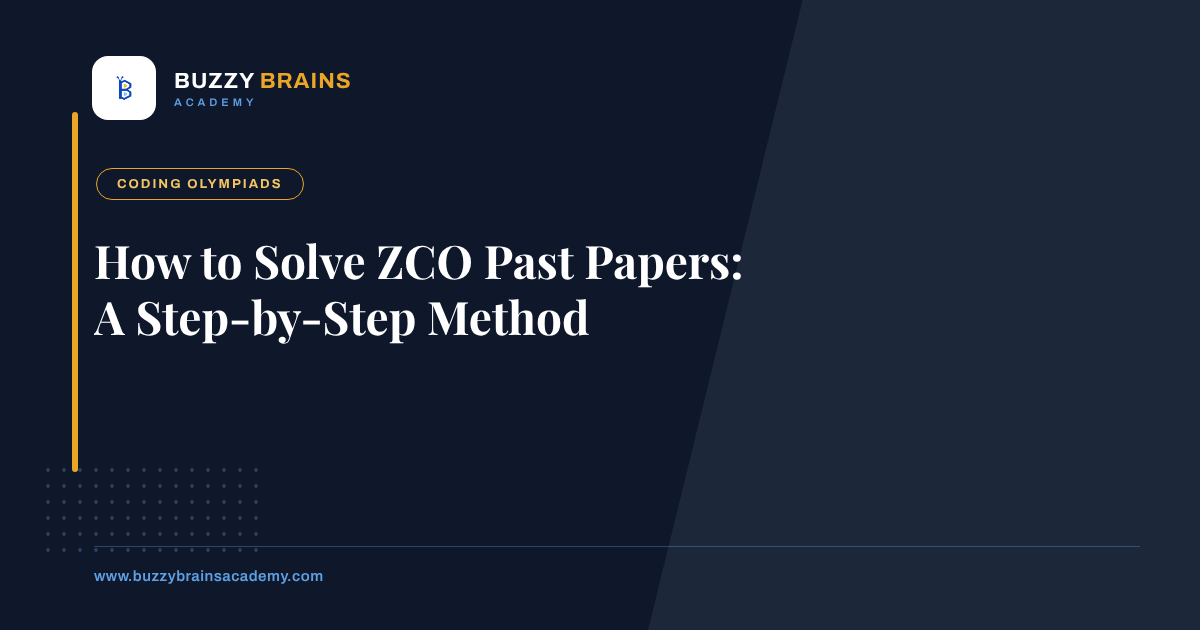 BUZZY BRAINS
ACADEMY
CODING OLYMPIADS
How to Solve ZCO Past Papers:
A Step-by-Step Method
www.buzzybrainsacademy.com